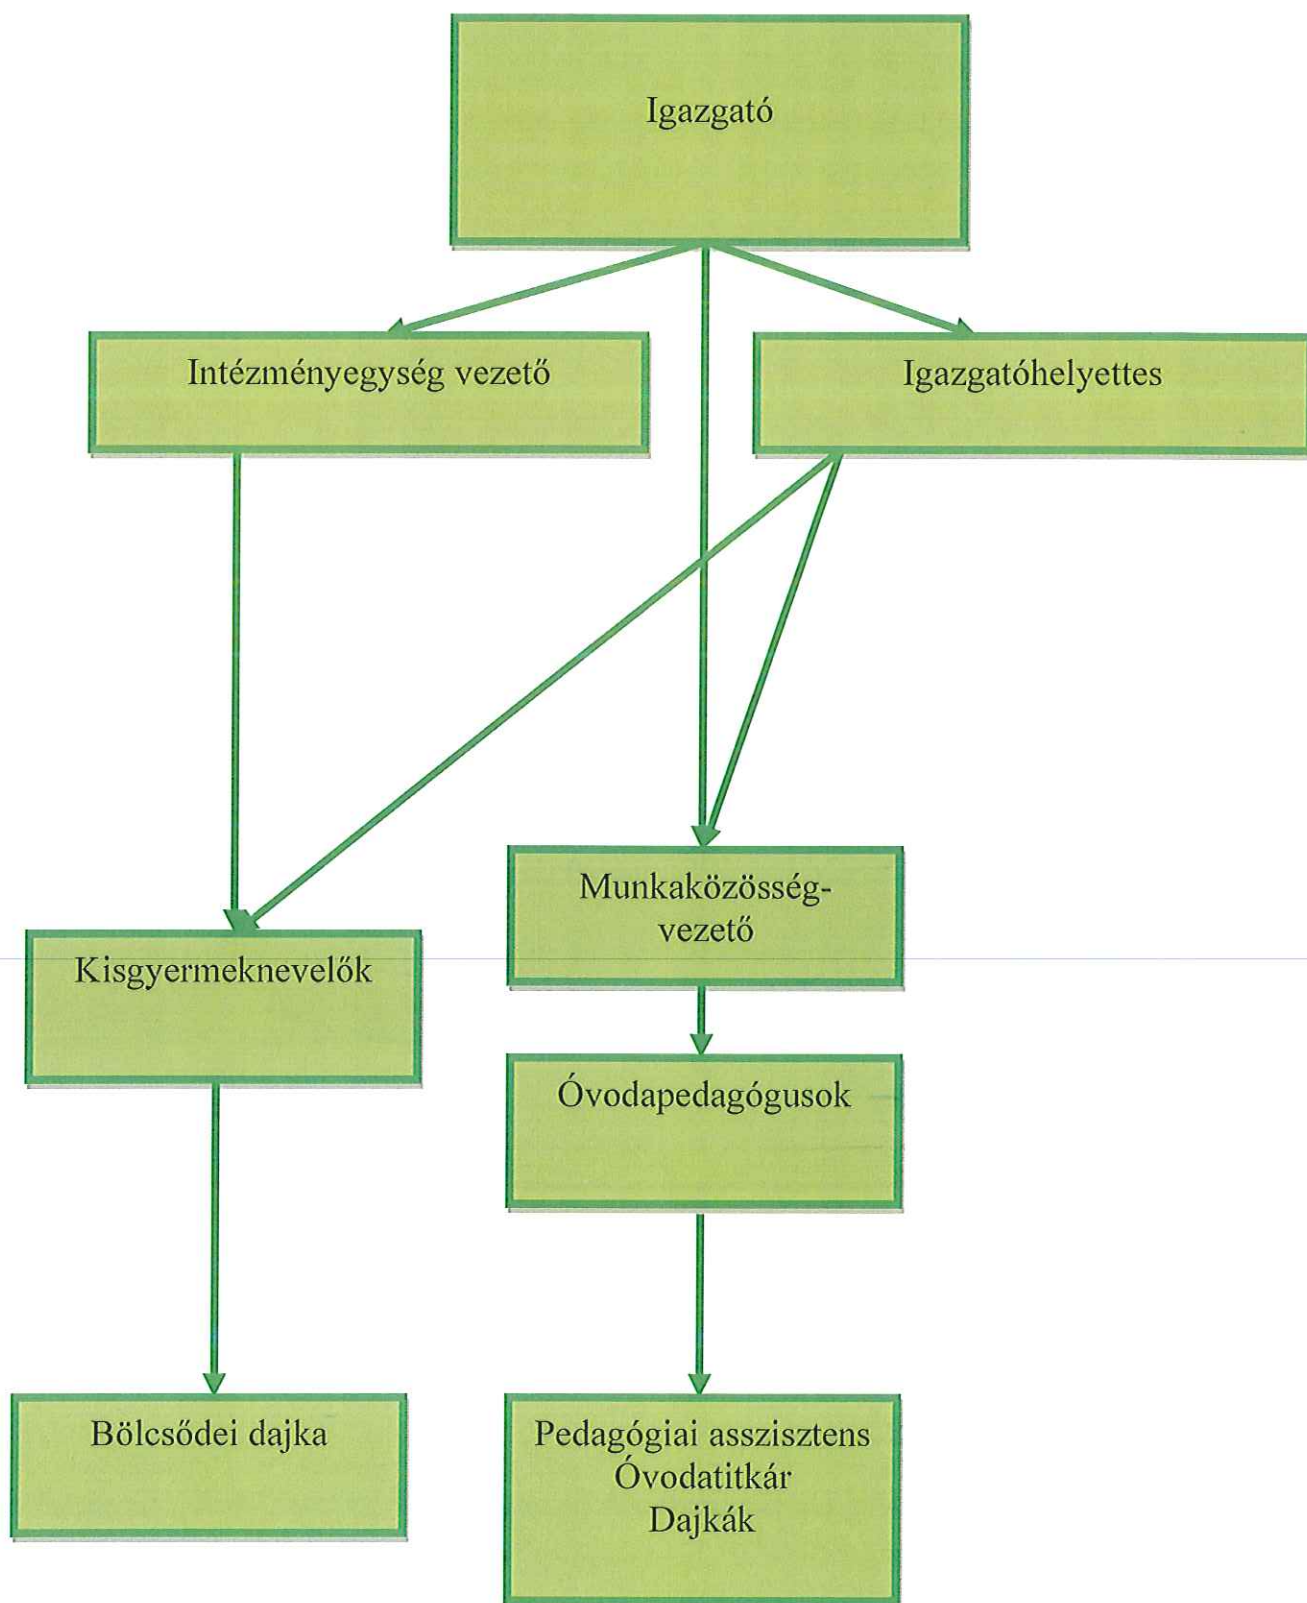 Igazgató
Intézményegység vezető
Igazgatóhelyettes
Munkaközösség-
vezető
Kisgyermeknevelők
Óvodapedagógusok
Bölcsődei dajka
Pedagógiai asszisztens
Óvodatitkár
Dajkák